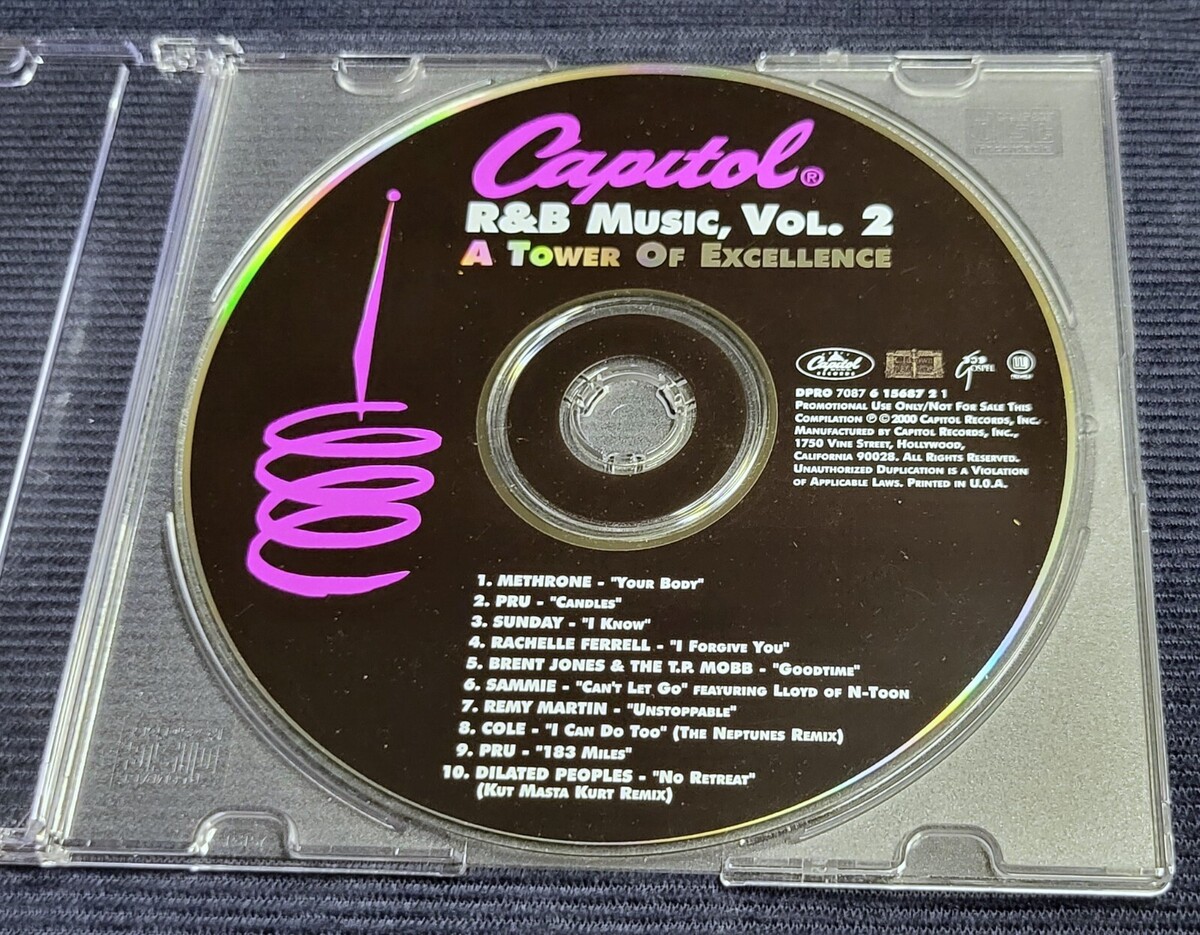 Capitol®
R&B MUSIC, VOL. 2
A TOWER OF EXCELLENCE
Capitol
RECORDS
GOSPEL
DPRO 7087 6 15687 2 1
PROMOTIONAL USE ONLY/NOT FOR SALE THIS
COMPILATION ℗ © 2000 CAPITOL RECORDS, INC.
MANUFACTURED BY CAPITOL RECORDS, INC.,
1750 VINE STREET, HOLLYWOOD,
CALIFORNIA 90028. ALL RIGHTS RESERVED.
UNAUTHORIZED DUPLICATION IS A VIOLATION
OF APPLICABLE LAWS. PRINTED IN U.O.A.
1. METHRONE - "YOUR BODY"
2. PRU - "CANDLES"
3. SUNDAY - "I KNOW"
4. RACHELLE FERRELL - "I FORGIVE YOU"
5. BRENT JONES & THE T.P. MOBB - "GOODTIME"
6. SAMMIE - "CAN'T LET GO" FEATURING LLOYD OF N-TOON
7. REMY MARTIN - "UNSTOPPABLE"
8. COLE - "I CAN DO TOO" (THE NEPTUNES REMIX)
9. PRU - "183 MILES"
10. DILATED PEOPLES - "NO RETREAT"
(KUT MASTA KURT REMIX)